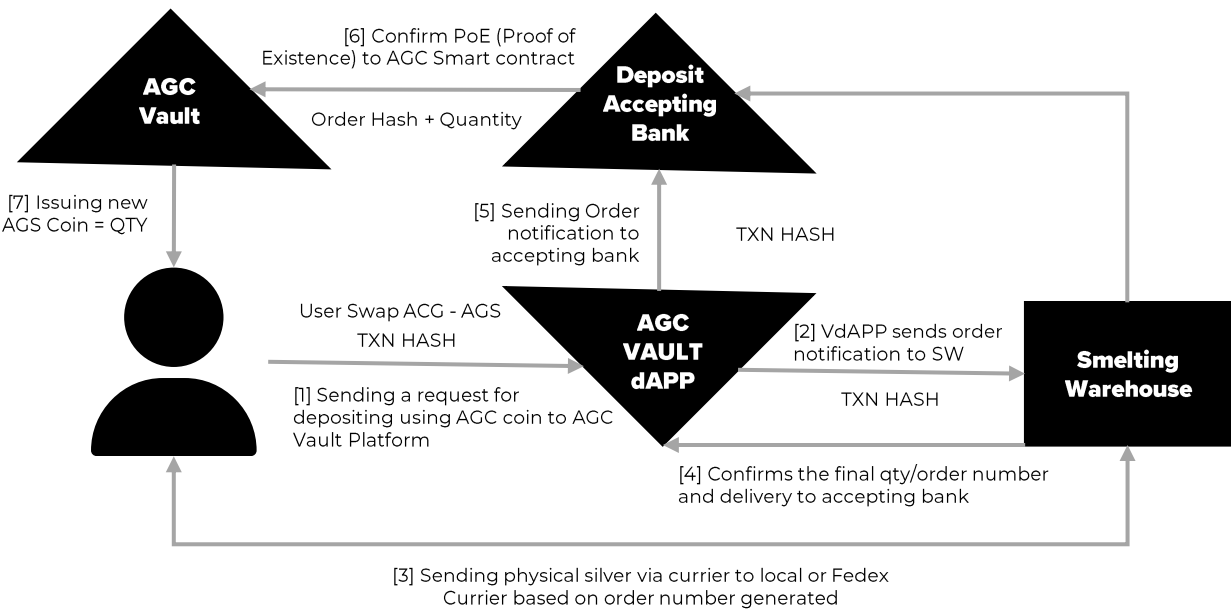 [6] Confirm PoE (Proof of
Existence) to AGC Smart contract
AGC
Vault
Deposit
Accepting
Bank
Order Hash + Quantity
[7] Issuing new
AGS Coin = QTY
[5] Sending Order
notification to
accepting bank
TXN HASH
User Swap ACG - AGS
TXN HASH
[1] Sending a request for
depositing using AGC coin to AGC
Vault Platform
AGC
VAULT
dAPP
[2] VdAPP sends order
notification to SW
TXN HASH
Smelting
Warehouse
[4] Confirms the final qty/order number
and delivery to accepting bank
[3] Sending physical silver via currier to local or Fedex
Currier based on order number generated